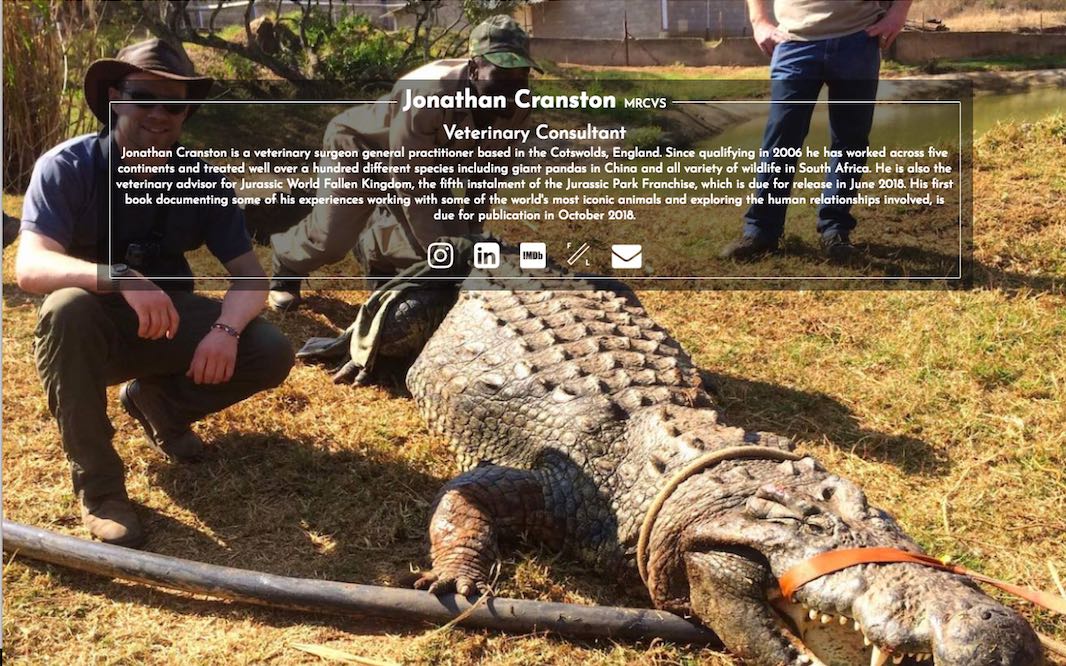 Jonathan Cranston MRCVS
Veterinary Consultant
Jonathan Cranston is a veterinary surgeon general practitioner based in the Cotswolds, England. Since qualifying in 2006 he has worked across five
continents and treated well over a hundred different species including giant pandas in China and all variety of wildlife in South Africa. He is also the
veterinary advisor for Jurassic World Fallen Kingdom, the fifth instalment of the Jurassic Park Franchise, which is due for release in June 2018. His first
book documenting some of his experiences working with some of the world's most iconic animals and exploring the human relationships involved, is
due for publication in October 2018.
in IMDb F L